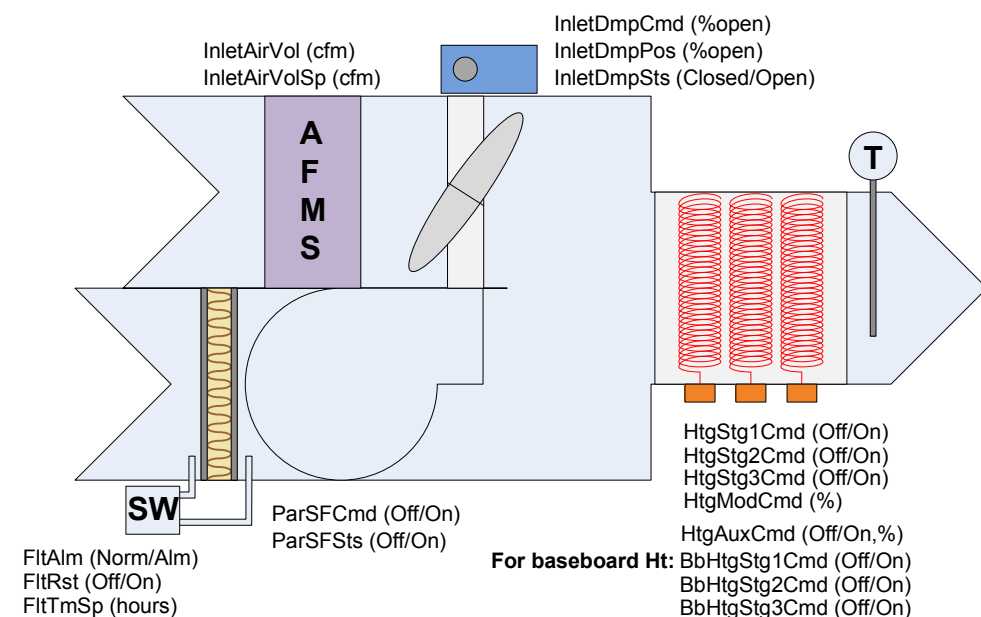 InletAirVol (cfm)
InletAirVolSp (cfm)
InletDmpCmd (%open)
InletDmpPos (%open)
InletDmpSts (Closed/Open)
A
F
M
S
T
SW
FltAlm (Norm/Alm)
FltRst (Off/On)
FltTmSp (hours)
ParSFCmd (Off/On)
ParSFSts (Off/On)
HtgStg1Cmd (Off/On)
HtgStg2Cmd (Off/On)
HtgStg3Cmd (Off/On)
HtgModCmd (%)
HtgAuxCmd (Off/On,%)
For baseboard Ht: BbHtgStg1Cmd (Off/On)
BbHtgStg2Cmd (Off/On)
BbHtgStg3Cmd (Off/On)